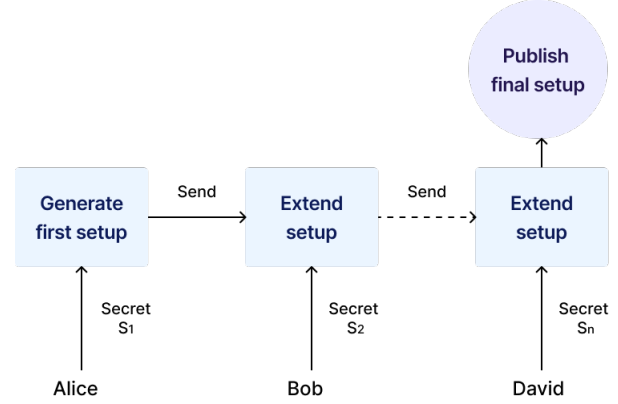 Publish
final setup
Generate
first setup
Send
Extend
setup
Send
Extend
setup
Secret
S1
Secret
S2
Secret
Sn
Alice
Bob
David